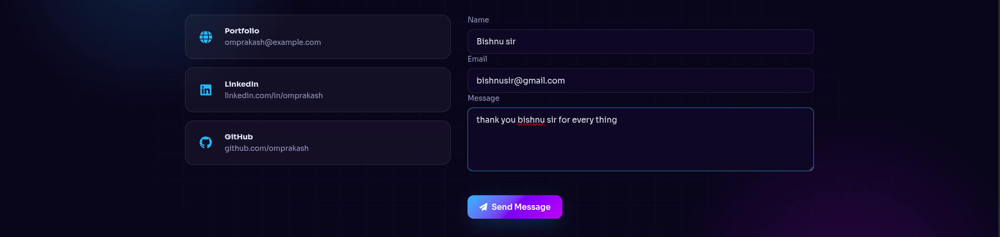 Portfolio
omprakash@example.com
LinkedIn
linkedin.com/in/omprakash
GitHub
github.com/omprakash
Name
Bishnu sir
Email
bishnusir@gmail.com
Message
thank you bishnu sir for every thing
Send Message